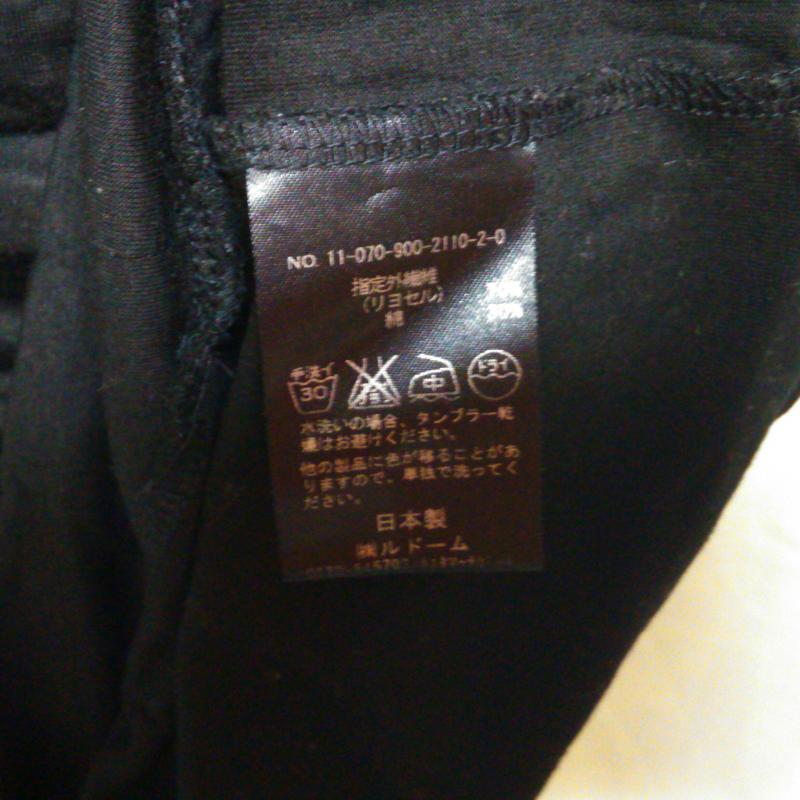 NO. 11-070-900-2110-2-0
指定外繊維
(リヨセル)
綿
手洗イ
30
中
ドライ
水洗いの場合、タンブラー乾
燥はお避けください。
他の製品に色が移ることがあ
りますので、単独で洗ってく
ださい。
日本製
㈱ルドーム